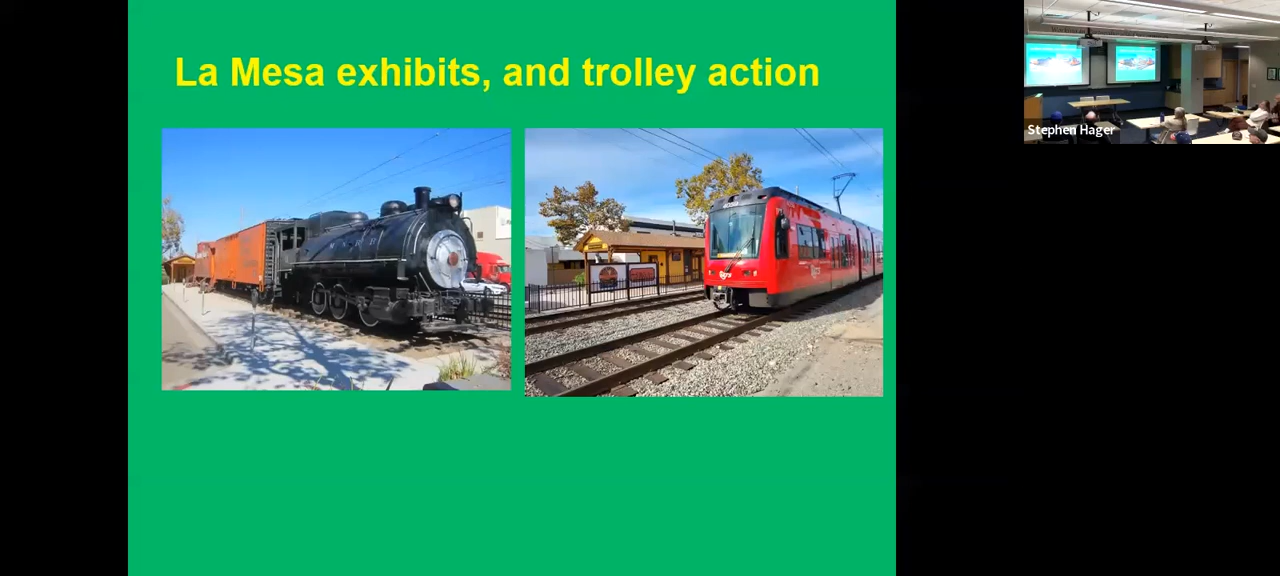 La Mesa exhibits, and trolley action
Stephen Hager